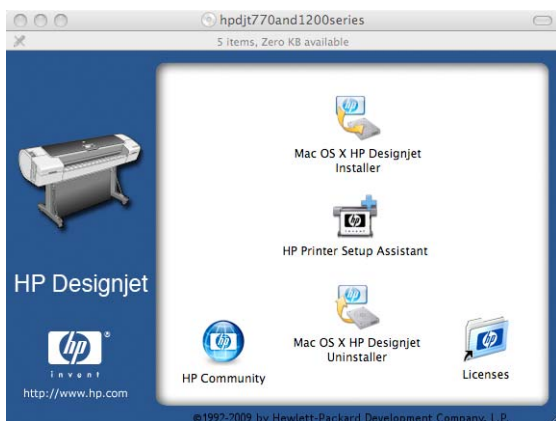 hpdjt770and1200series
5 items, Zero KB available
Mac OS X HP Designjet
Installer
HP Printer Setup Assistant
HP Designjet
Mac OS X HP Designjet
Uninstaller
HP Community
Licenses
hp
invent
http://www.hp.com
©1992-2009 by Hewlett-Packard Development Company, L.P.